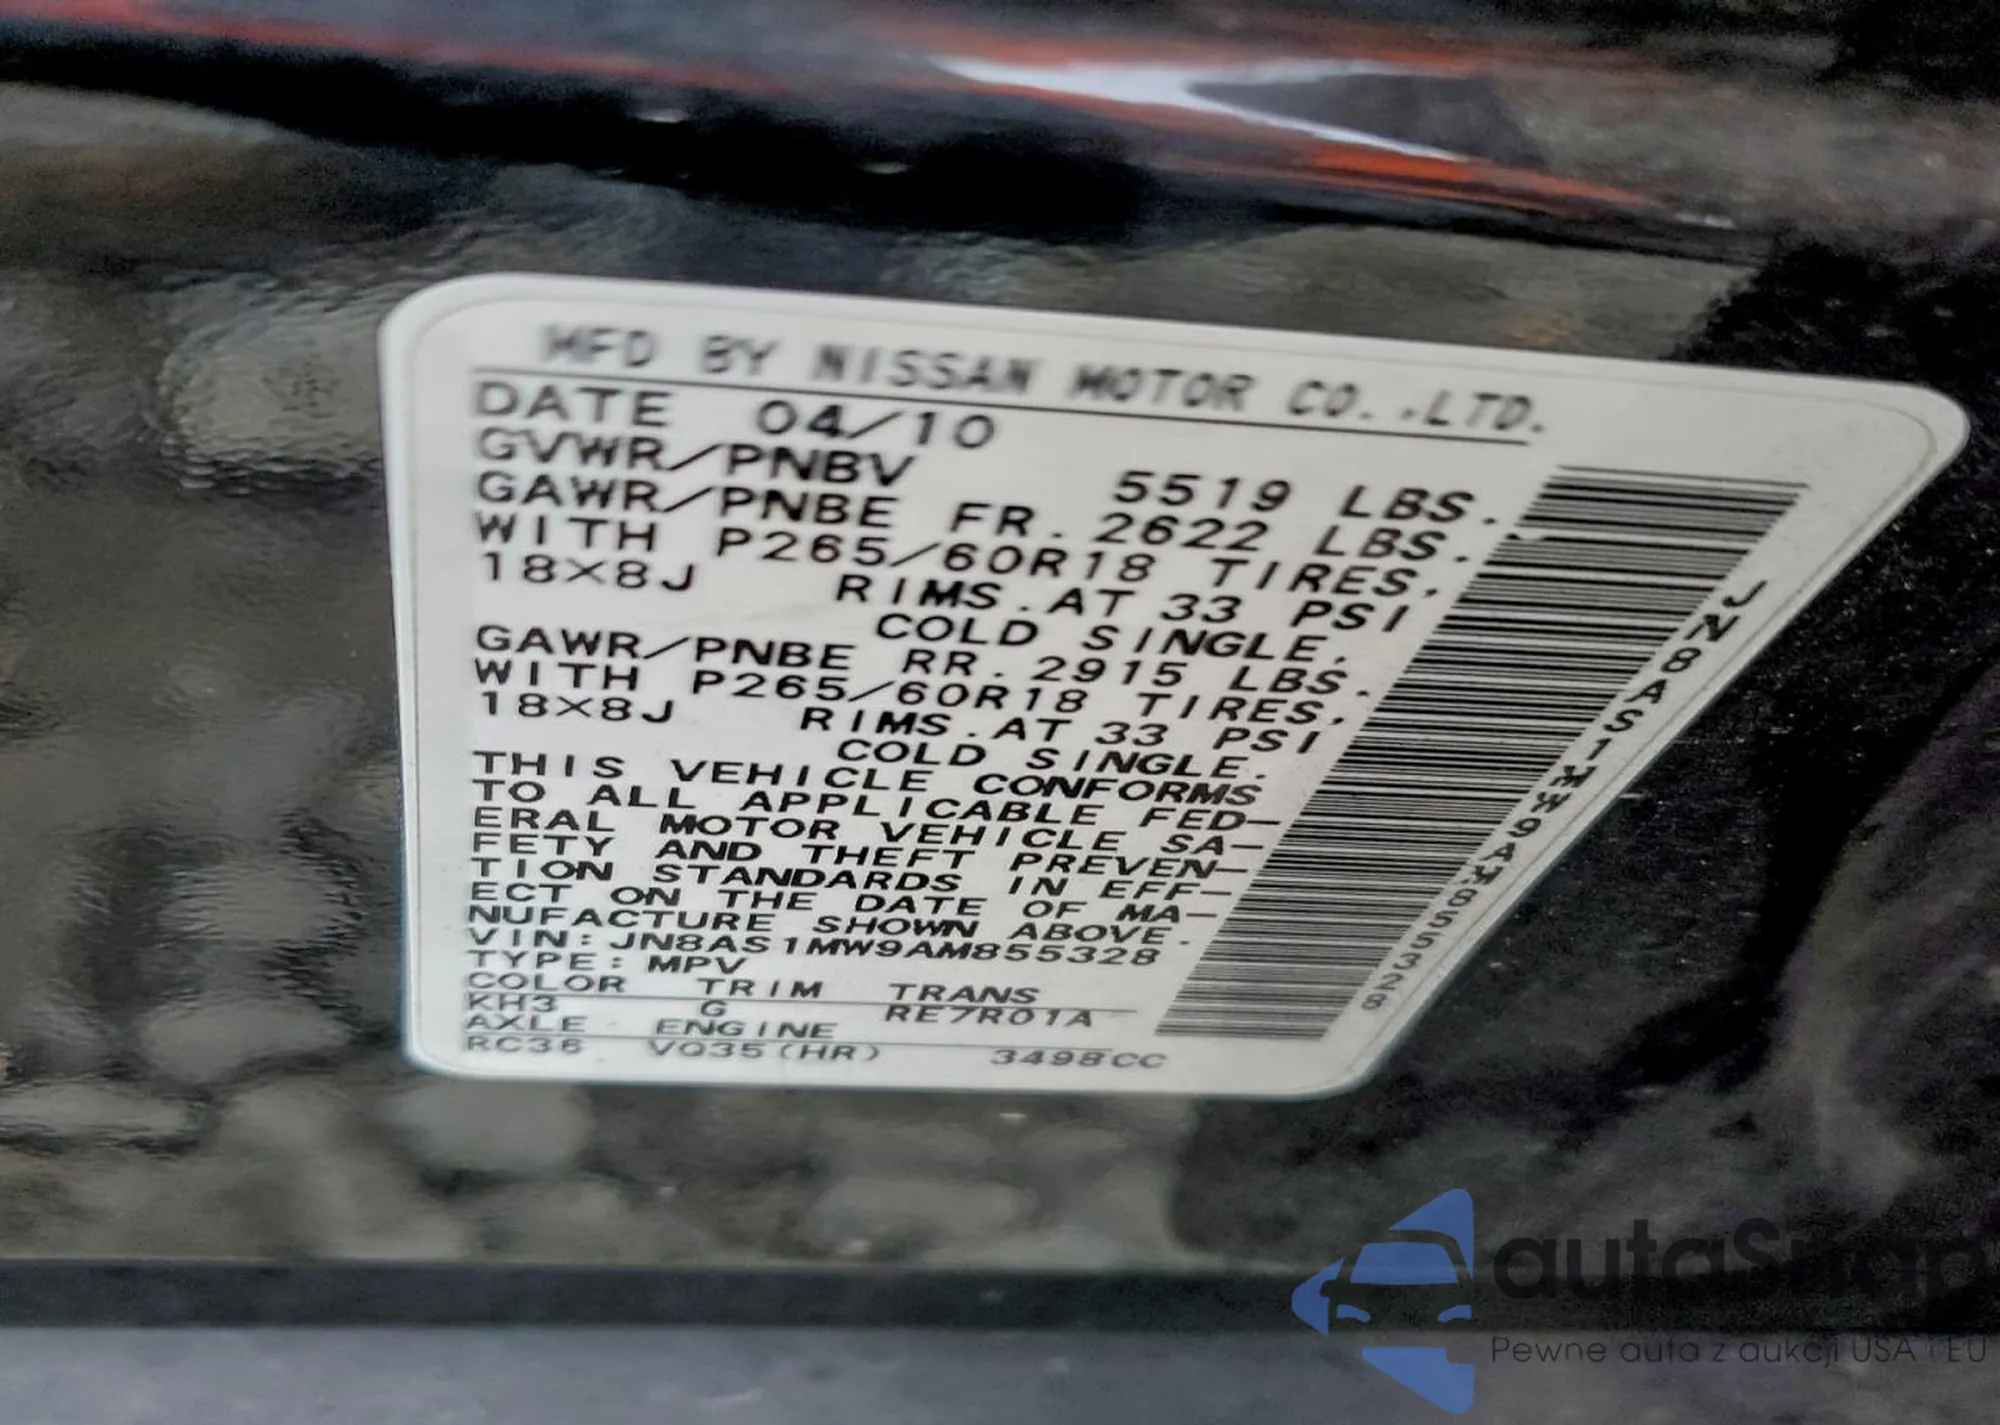 MFD BY NISSAN MOTOR CO.,LTD.
DATE 04/10
GVWR/PNBV 5519 LBS.
GAWR/PNBE FR. 2622 LBS.
WITH P265/60R18 TIRES,
18X8J RIMS.AT 33 PSI
COLD SINGLE.
GAWR/PNBE RR. 2915 LBS.
WITH P265/60R18 TIRES,
18X8J RIMS.AT 33 PSI
COLD SINGLE.
THIS VEHICLE CONFORMS
TO ALL APPLICABLE FED-
ERAL MOTOR VEHICLE SA-
FETY AND THEFT PREVEN-
TION STANDARDS IN EFF-
ECT ON THE DATE OF MA-
NUFACTURE SHOWN ABOVE.
VIN: JN8AS1MW9AM855328
TYPE: MPV
COLOR TRIM TRANS
KH3 G RE7R01A
AXLE ENGINE
RC36 VQ35(HR) 3498CC
JN8AS1MW9AM855328
autaSnap
Pewne auta z aukcji USA i EU